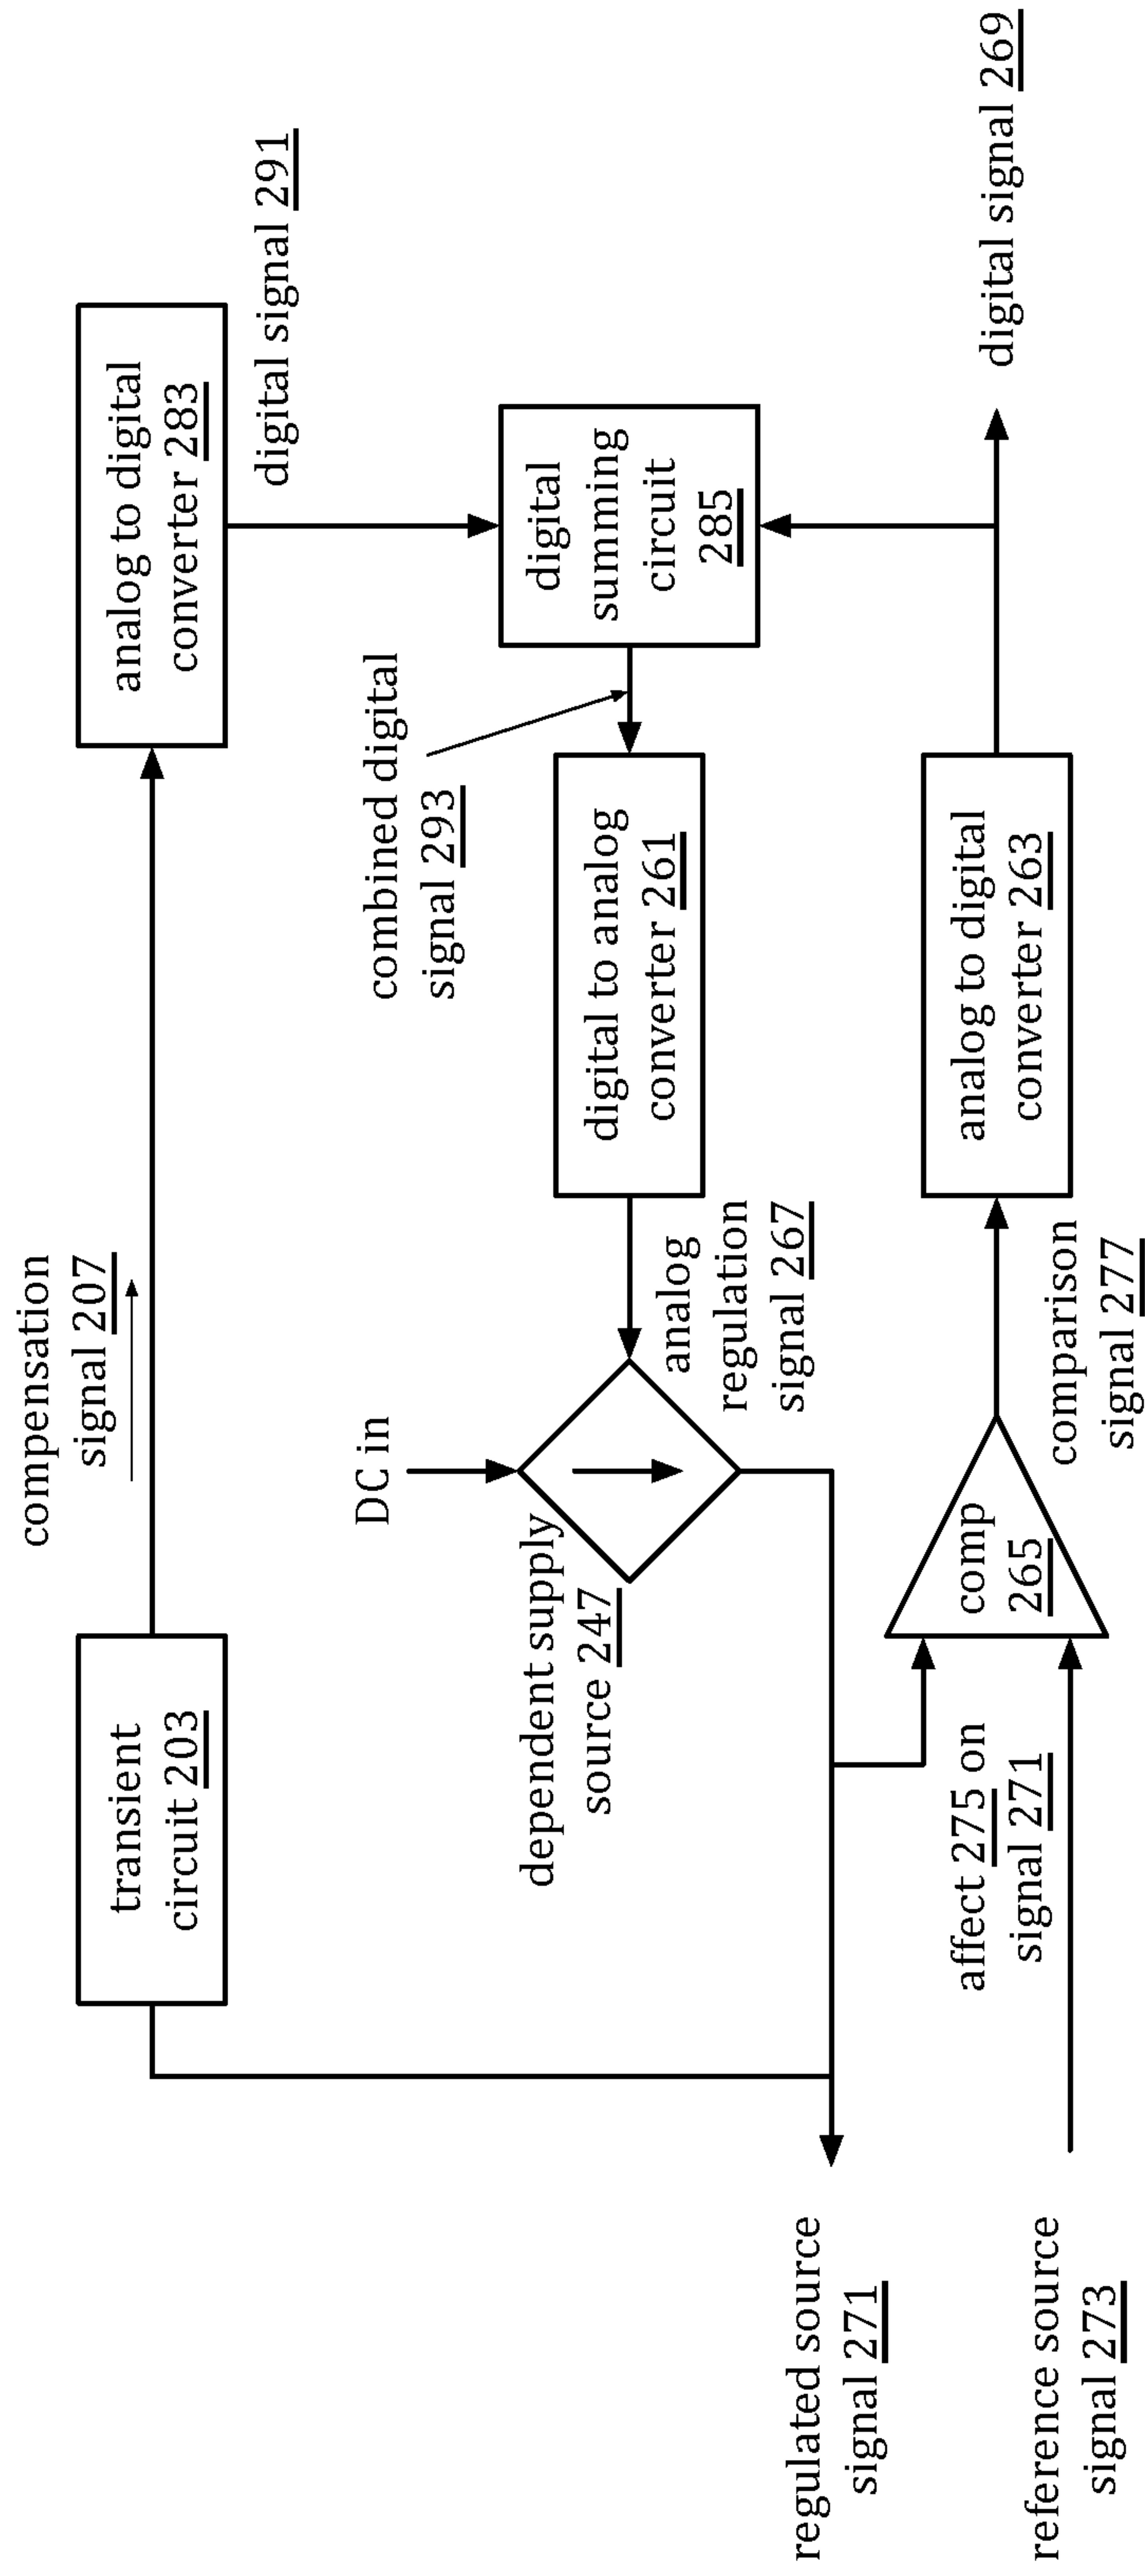 compensation
signal 207
transient
circuit 203
analog to digital
converter 283
digital signal 291
DC in
combined digital
signal 293
dependent supply
source 247
digital to analog
converter 261
digital
summing
circuit
285
analog
regulation
signal 267
regulated source
signal 271
affect 275 on
signal 271
comp
265
analog to digital
converter 263
digital signal 269
comparison
signal 277
reference source
signal 273